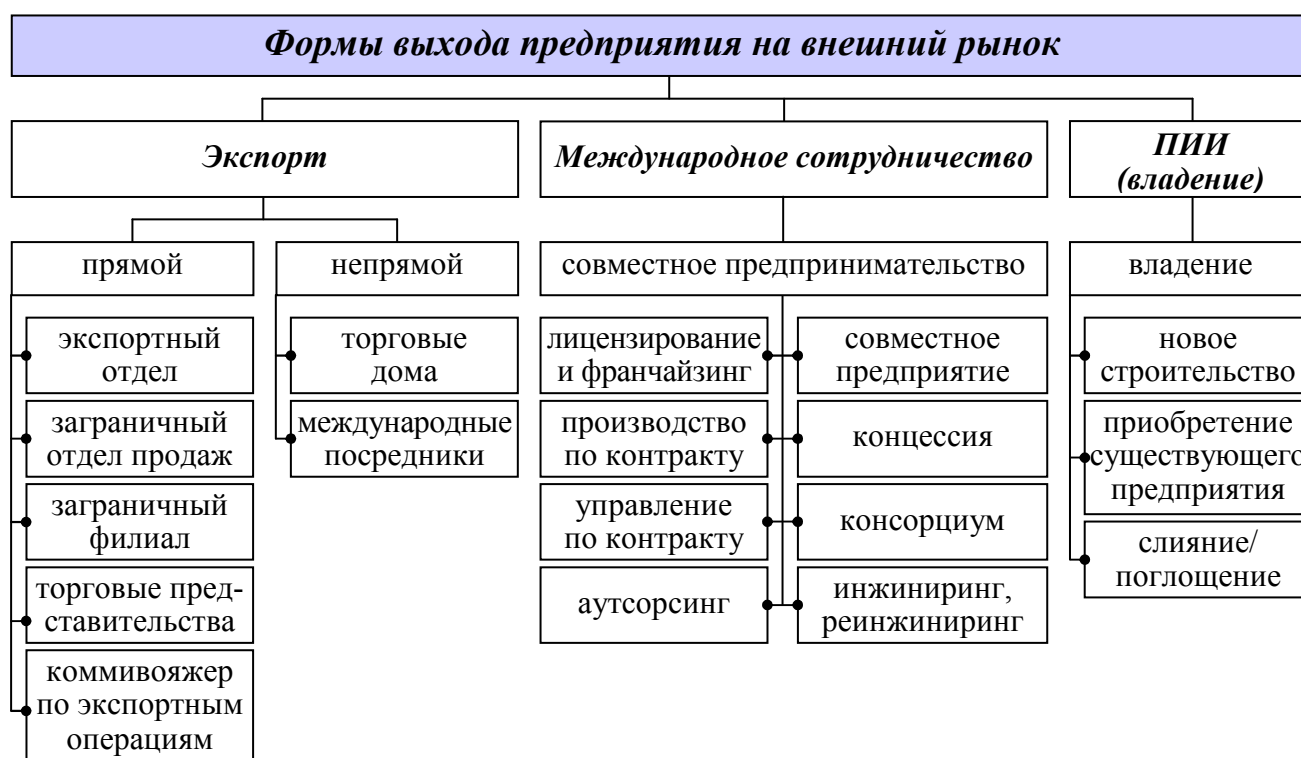 Формы выхода предприятия на внешний рынок
Экспорт
Международное сотрудничество
ПИИ
(владение)
прямой
непрямой
совместное предпринимательство
владение
экспортный
отдел
заграничный
отдел продаж
заграничный
филиал
торговые пред-
ставительства
коммивояжер
по экспортным
операциям
торговые
дома
международные
посредники
лицензирование
и франчайзинг
производство
по контракту
управление
по контракту
аутсорсинг
совместное
предприятие
концессия
консорциум
инжиниринг,
реинжиниринг
новое
строительство
приобретение
существующего
предприятия
слияние/
поглощение